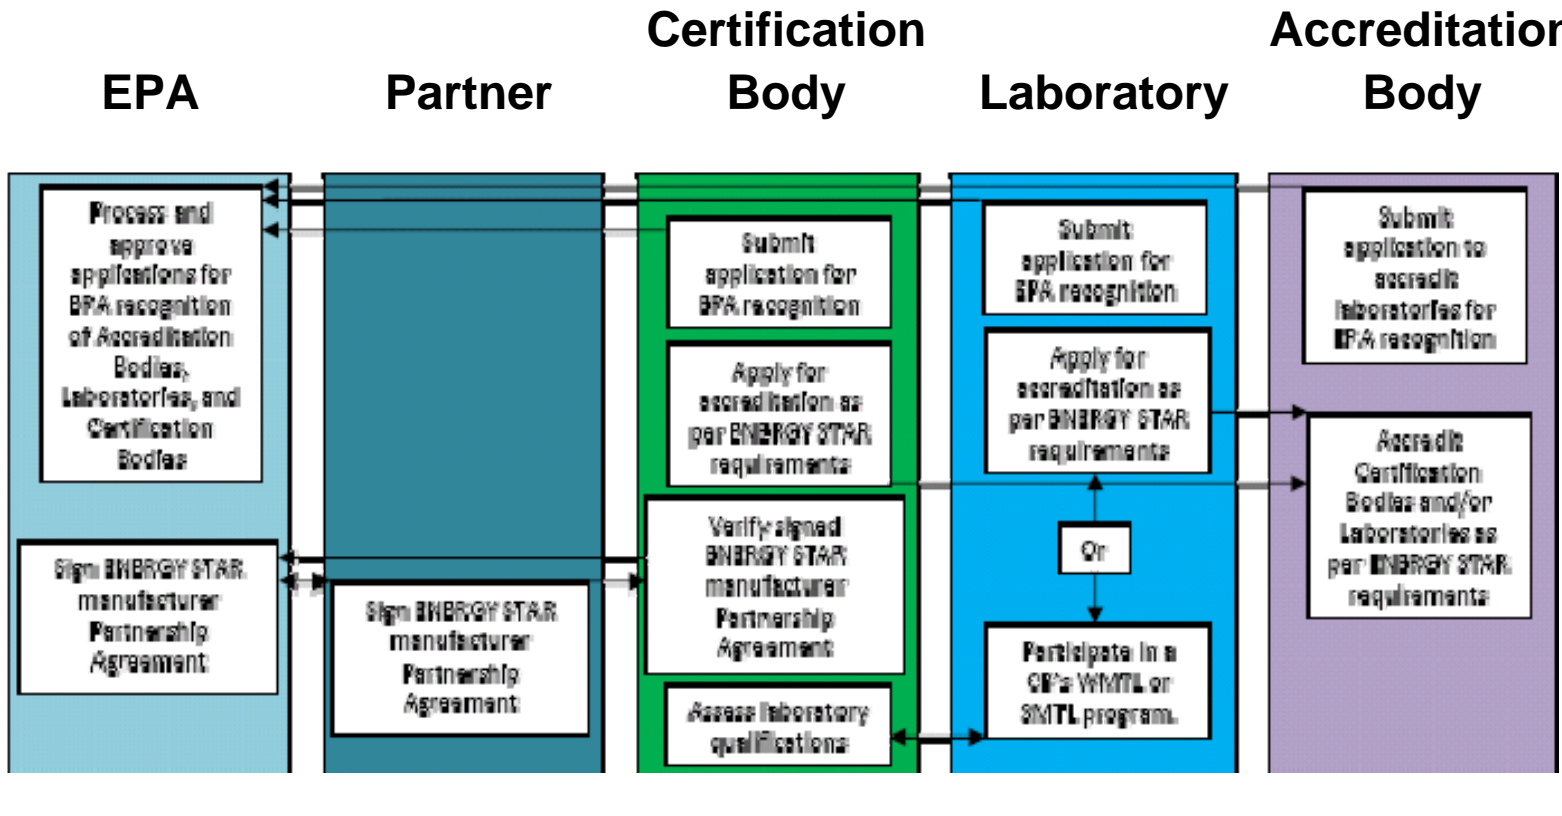 EPA
Partner
Certification
Body
Laboratory
Accreditation
Body
Process and
approve
applications for
EPA recognition
of Accreditation
Bodies,
Laboratories, and
Certification
Bodies
Sign ENERGY STAR
manufacturer
Partnership
Agreement
Sign ENERGY STAR
manufacturer
Partnership
Agreement
Submit
application for
EPA recognition
Apply for
accreditation as
per ENERGY STAR
requirements
Verify signed
ENERGY STAR
manufacturer
Partnership
Agreement
Assess laboratory
qualifications
Submit
application for
EPA recognition
Apply for
accreditation as
per ENERGY STAR
requirements
Or
Participate in a
CB's WMTL or
SMTL program.
Submit
application to
accredit
laboratories for
EPA recognition
Accredit
Certification
Bodies and/or
Laboratories as
per ENERGY STAR
requirements